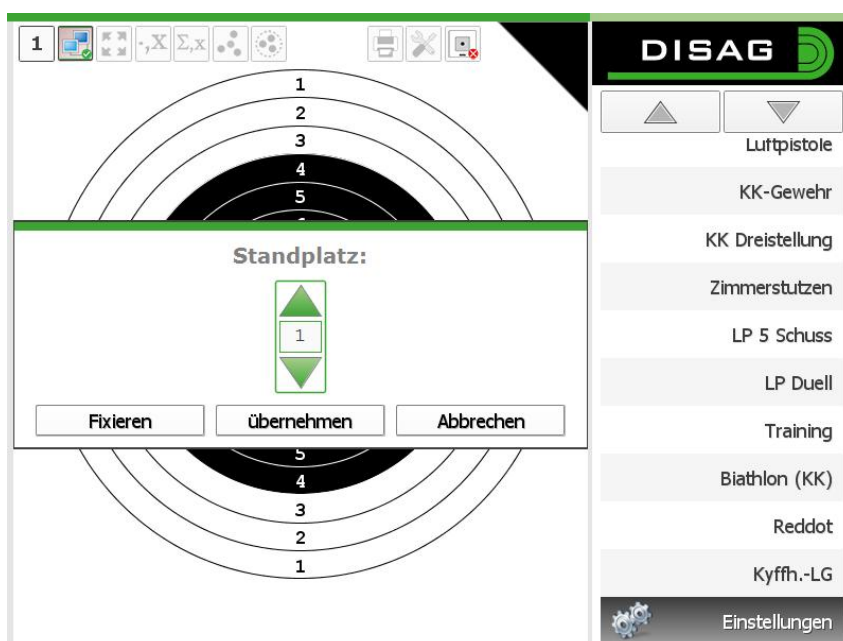 1
·,X
Σ,x
DISAG
1
2
3
4
5
Standplatz:
1
Fixieren
übernehmen
Abbrechen
5
4
3
2
1
Luftpistole
KK-Gewehr
KK Dreistellung
Zimmerstutzen
LP 5 Schuss
LP Duell
Training
Biathlon (KK)
Reddot
Kyffh.-LG
Einstellungen